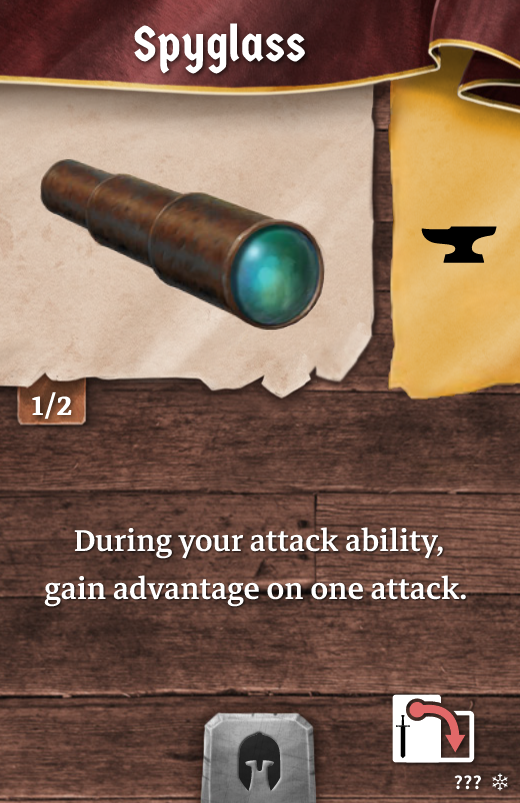 Spyglass
1/2
During your attack ability,
gain advantage on one attack.
???